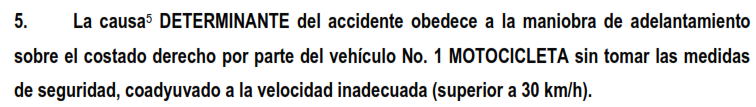 5. La causa⁵ DETERMINANTE del accidente obedece a la maniobra de adelantamiento
sobre el costado derecho por parte del vehículo No. 1 MOTOCICLETA sin tomar las medidas
de seguridad, coadyuvado a la velocidad inadecuada (superior a 30 km/h).